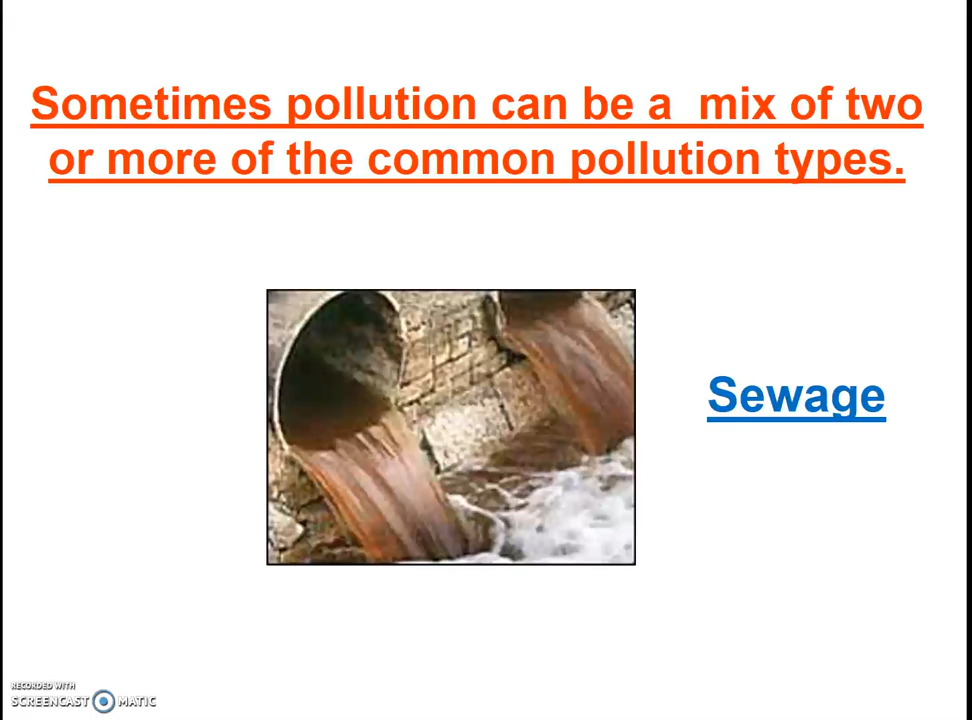 Sometimes pollution can be a  mix of two
or more of the common pollution types.
Sewage
RECORDED WITH
SCREENCAST MATIC